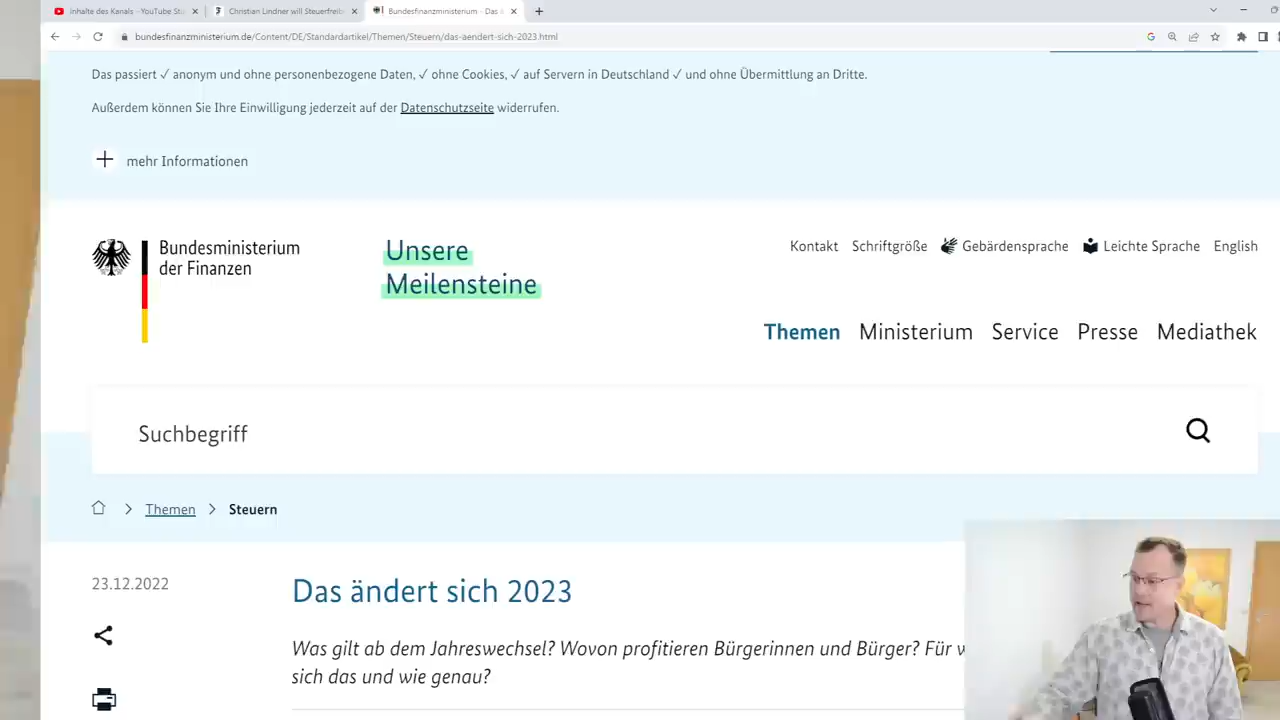 Inhalte des Kanals – YouTube Stu
Christian Lindner will Steuerfreib
Bundesfinanzministerium - Das ä
bundesfinanzministerium.de/Content/DE/Standardartikel/Themen/Steuern/das-aendert-sich-2023.html
Das passiert ✓ anonym und ohne personenbezogene Daten, ✓ ohne Cookies, ✓ auf Servern in Deutschland ✓ und ohne Übermittlung an Dritte.
Außerdem können Sie Ihre Einwilligung jederzeit auf der Datenschutzseite widerrufen.
mehr Informationen
Bundesministerium
der Finanzen
Unsere
Meilensteine
Kontakt Schriftgröße Gebärdensprache Leichte Sprache English
Themen Ministerium Service Presse Mediathek
Suchbegriff
Themen > Steuern
23.12.2022
Das ändert sich 2023
Was gilt ab dem Jahreswechsel? Wovon profitieren Bürgerinnen und Bürger? Für
sich das und wie genau?